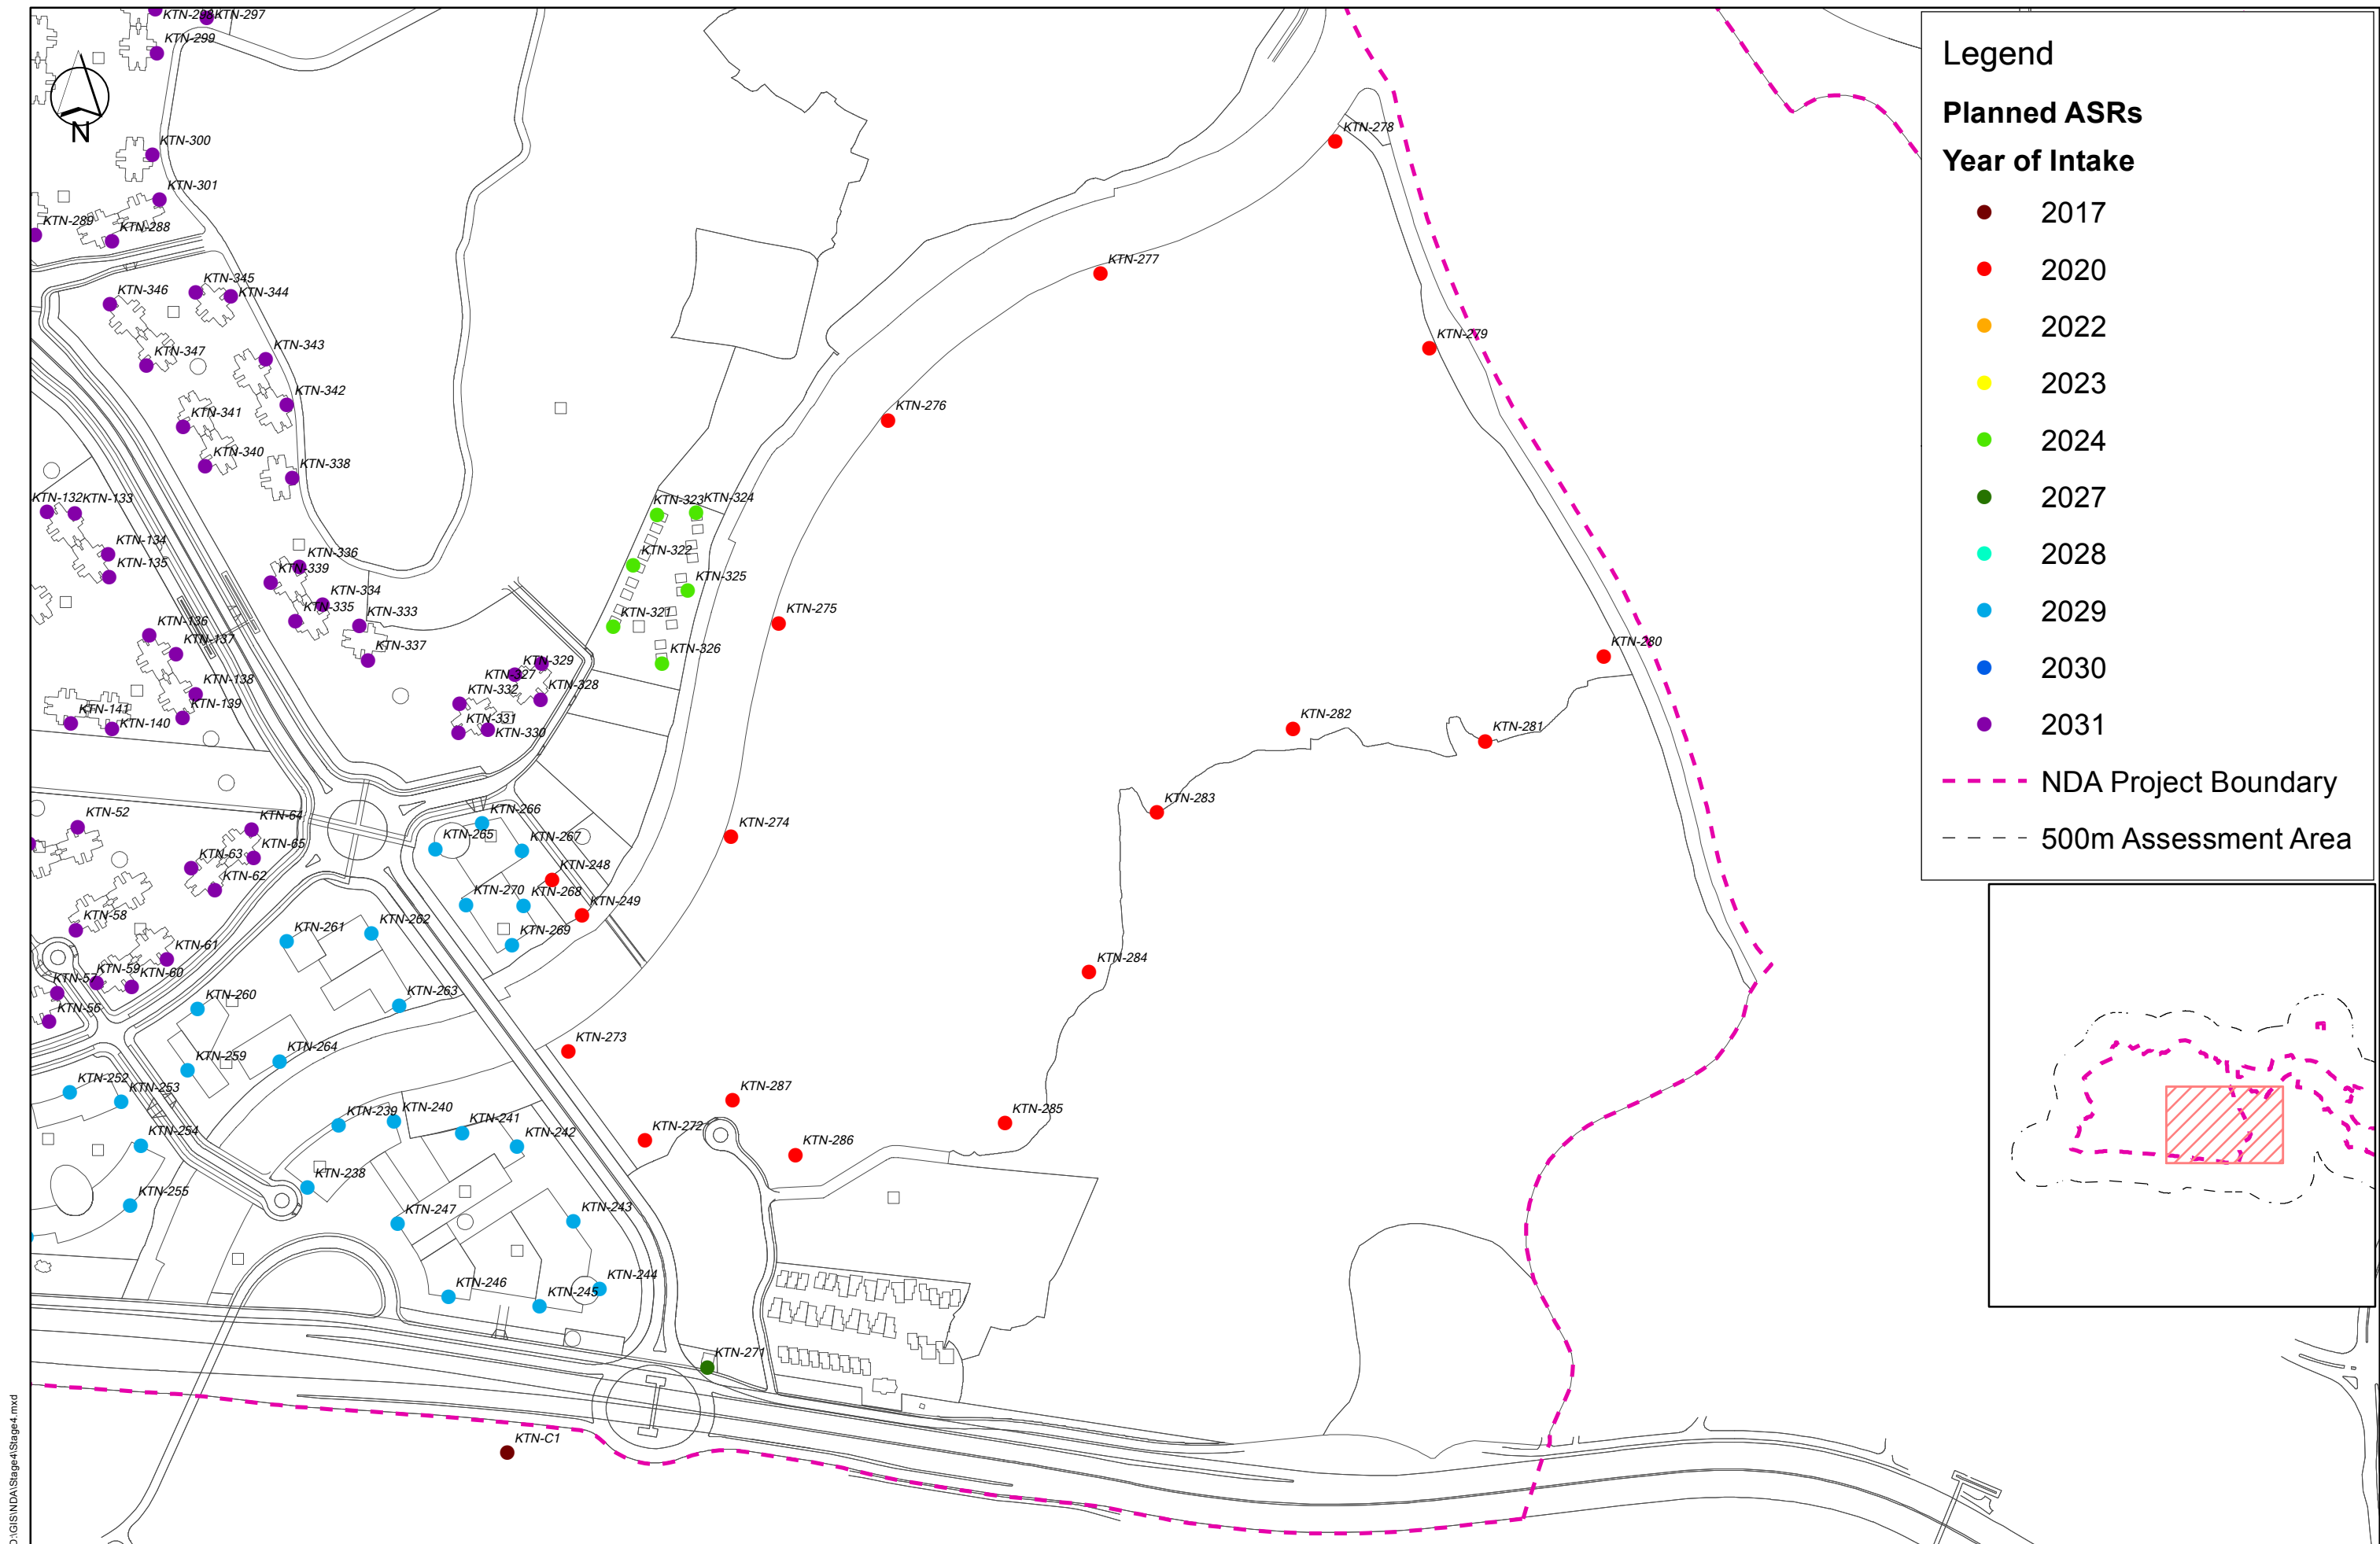 KTN-298 KTN-297
KTN-299
N
KTN-300
KTN-301
KTN-289
KTN-288
KTN-278
KTN-277
KTN-345
KTN-344
KTN-346
KTN-347
KTN-343
KTN-279
KTN-342
KTN-341
KTN-276
KTN-340
KTN-338
KTN-132 KTN-133
KTN-323 KTN-324
KTN-134
KTN-135
KTN-336
KTN-339
KTN-322
KTN-325
KTN-334
KTN-335
KTN-333
KTN-321
KTN-275
KTN-136
KTN-137
KTN-337
KTN-326
KTN-280
KTN-329
KTN-327
KTN-328
KTN-332
KTN-138
KTN-139
KTN-141
KTN-140
KTN-331
KTN-330
KTN-282
KTN-281
KTN-283
KTN-52
KTN-64
KTN-65
KTN-63
KTN-62
KTN-266
KTN-265
KTN-267
KTN-274
KTN-248
KTN-270
KTN-268
KTN-249
KTN-269
KTN-58
KTN-61
KTN-261
KTN-262
KTN-284
KTN-57
KTN-59
KTN-60
KTN-56
KTN-260
KTN-263
KTN-259
KTN-264
KTN-273
KTN-252
KTN-253
KTN-287
KTN-239
KTN-240
KTN-241
KTN-242
KTN-272
KTN-285
KTN-286
KTN-254
KTN-238
KTN-255
KTN-247
KTN-243
KTN-246
KTN-245
KTN-244
KTN-271
KTN-C1
Legend
Planned ASRs
Year of Intake
2017
2020
2022
2023
2024
2027
2028
2029
2030
2031
NDA Project Boundary
500m Assessment Area
D:\GIS\NDA\Stage4\Stage4.mxd